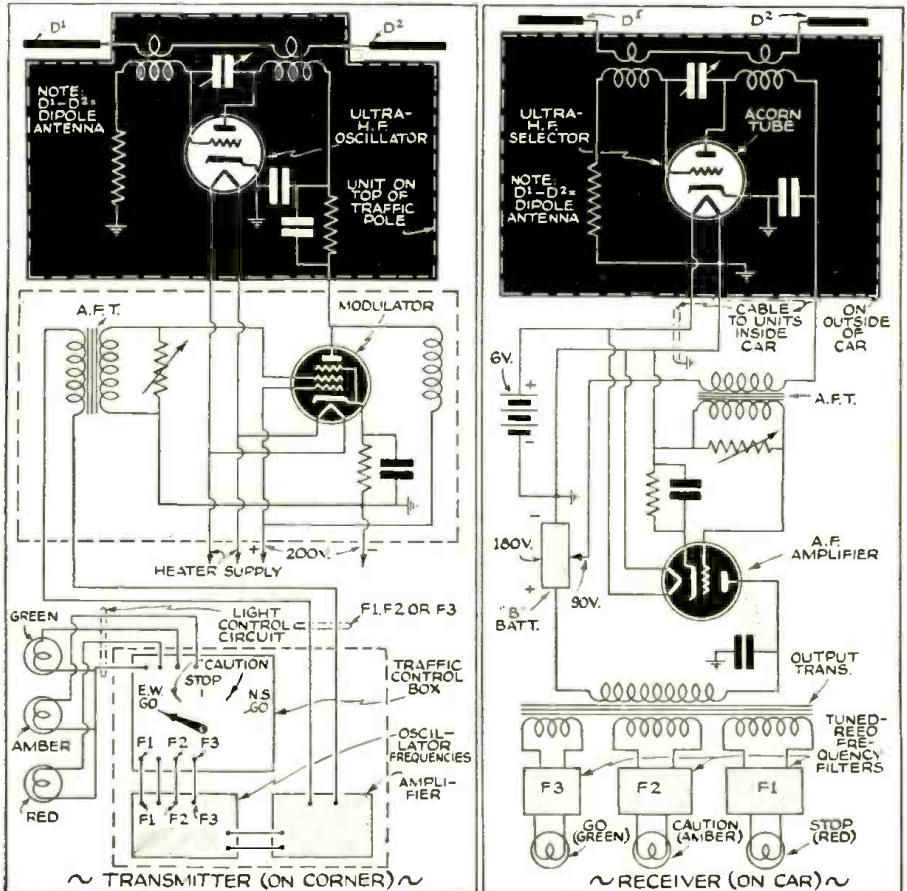 D¹
D²
NOTE:
D¹-D²=
DIPOLE
ANTENNA
ULTRA-
H.F.
OSCILLATOR
UNIT ON
TOP OF
TRAFFIC
POLE
A.F.T.
MODULATOR
+ 200V. -
HEATER SUPPLY
GREEN
LIGHT
CONTROL
CIRCUIT
F1, F2 OR F3
AMBER
RED
CAUTION
STOP
E.W.
GO
N.S.
GO
TRAFFIC
CONTROL
BOX
F1 F2 F3
OSCIL-
LATOR
FREQUENCIES
F1 F2 F3
AMPLI-
FIER
~ TRANSMITTER (ON CORNER) ~
D¹
D²
ULTRA-
H.F.
SELECTOR
ACORN
TUBE
NOTE:
D¹-D²=
DIPOLE
ANTENNA
CABLE
TO UNITS
INSIDE
CAR
ON
OUTSIDE
OF
CAR
6V.
+
-
A.F.T.
-
180V.
+
90V.
"B"
BATT.
A.F.
AMPLIFIER
OUTPUT
TRANS.
TUNED-
REED
FRE-
QUENCY
FILTERS
F3 F2 F1
GO
(GREEN)
CAUTION
(AMBER)
STOP
(RED)
~ RECEIVER (ON CAR) ~